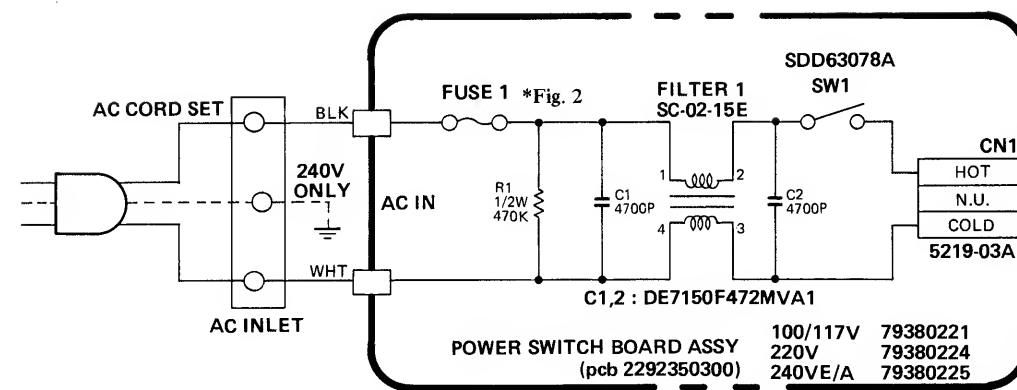 SDD63078A
SW1
FUSE 1 *Fig. 2
FILTER 1
SC-02-15E
AC CORD SET
BLK
CN1
HOT
N.U.
COLD
5219-03A
240V
ONLY
AC IN
R1
1/2W
470K
C1
4700P
1
2
4
3
C2
4700P
WHT
AC INLET
C1,2 : DE7150F472MVA1
POWER SWITCH BOARD ASSY
(pcb 2292350300)
100/117V 79380221
220V 79380224
240VE/A 79380225